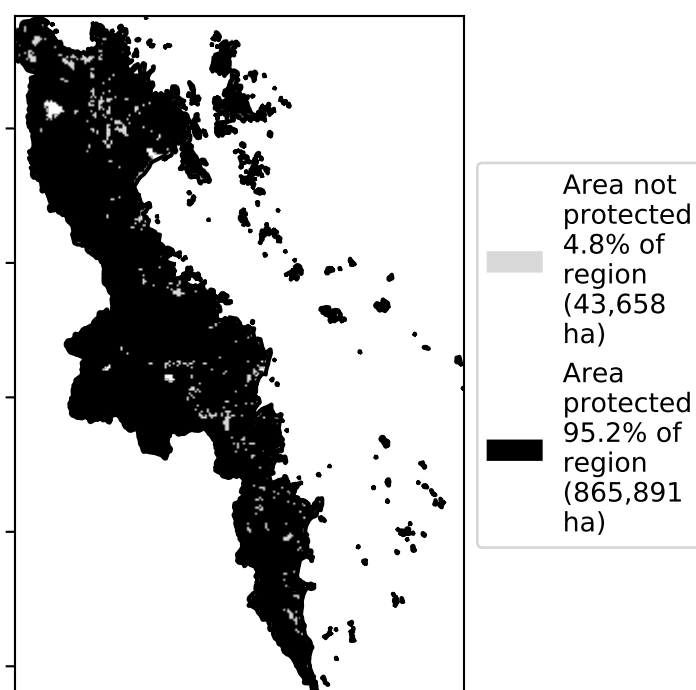 Area not
protected
4.8% of
region
(43,658
ha)
Area
protected
95.2% of
region
(865,891
ha)